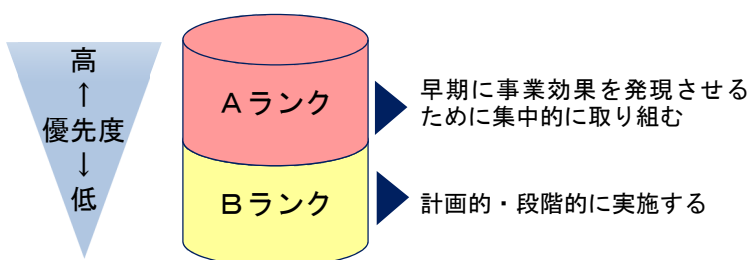 高
↑
優先度
↓
低
Ａランク
早期に事業効果を発現させる
ために集中的に取り組む
Ｂランク
計画的・段階的に実施する